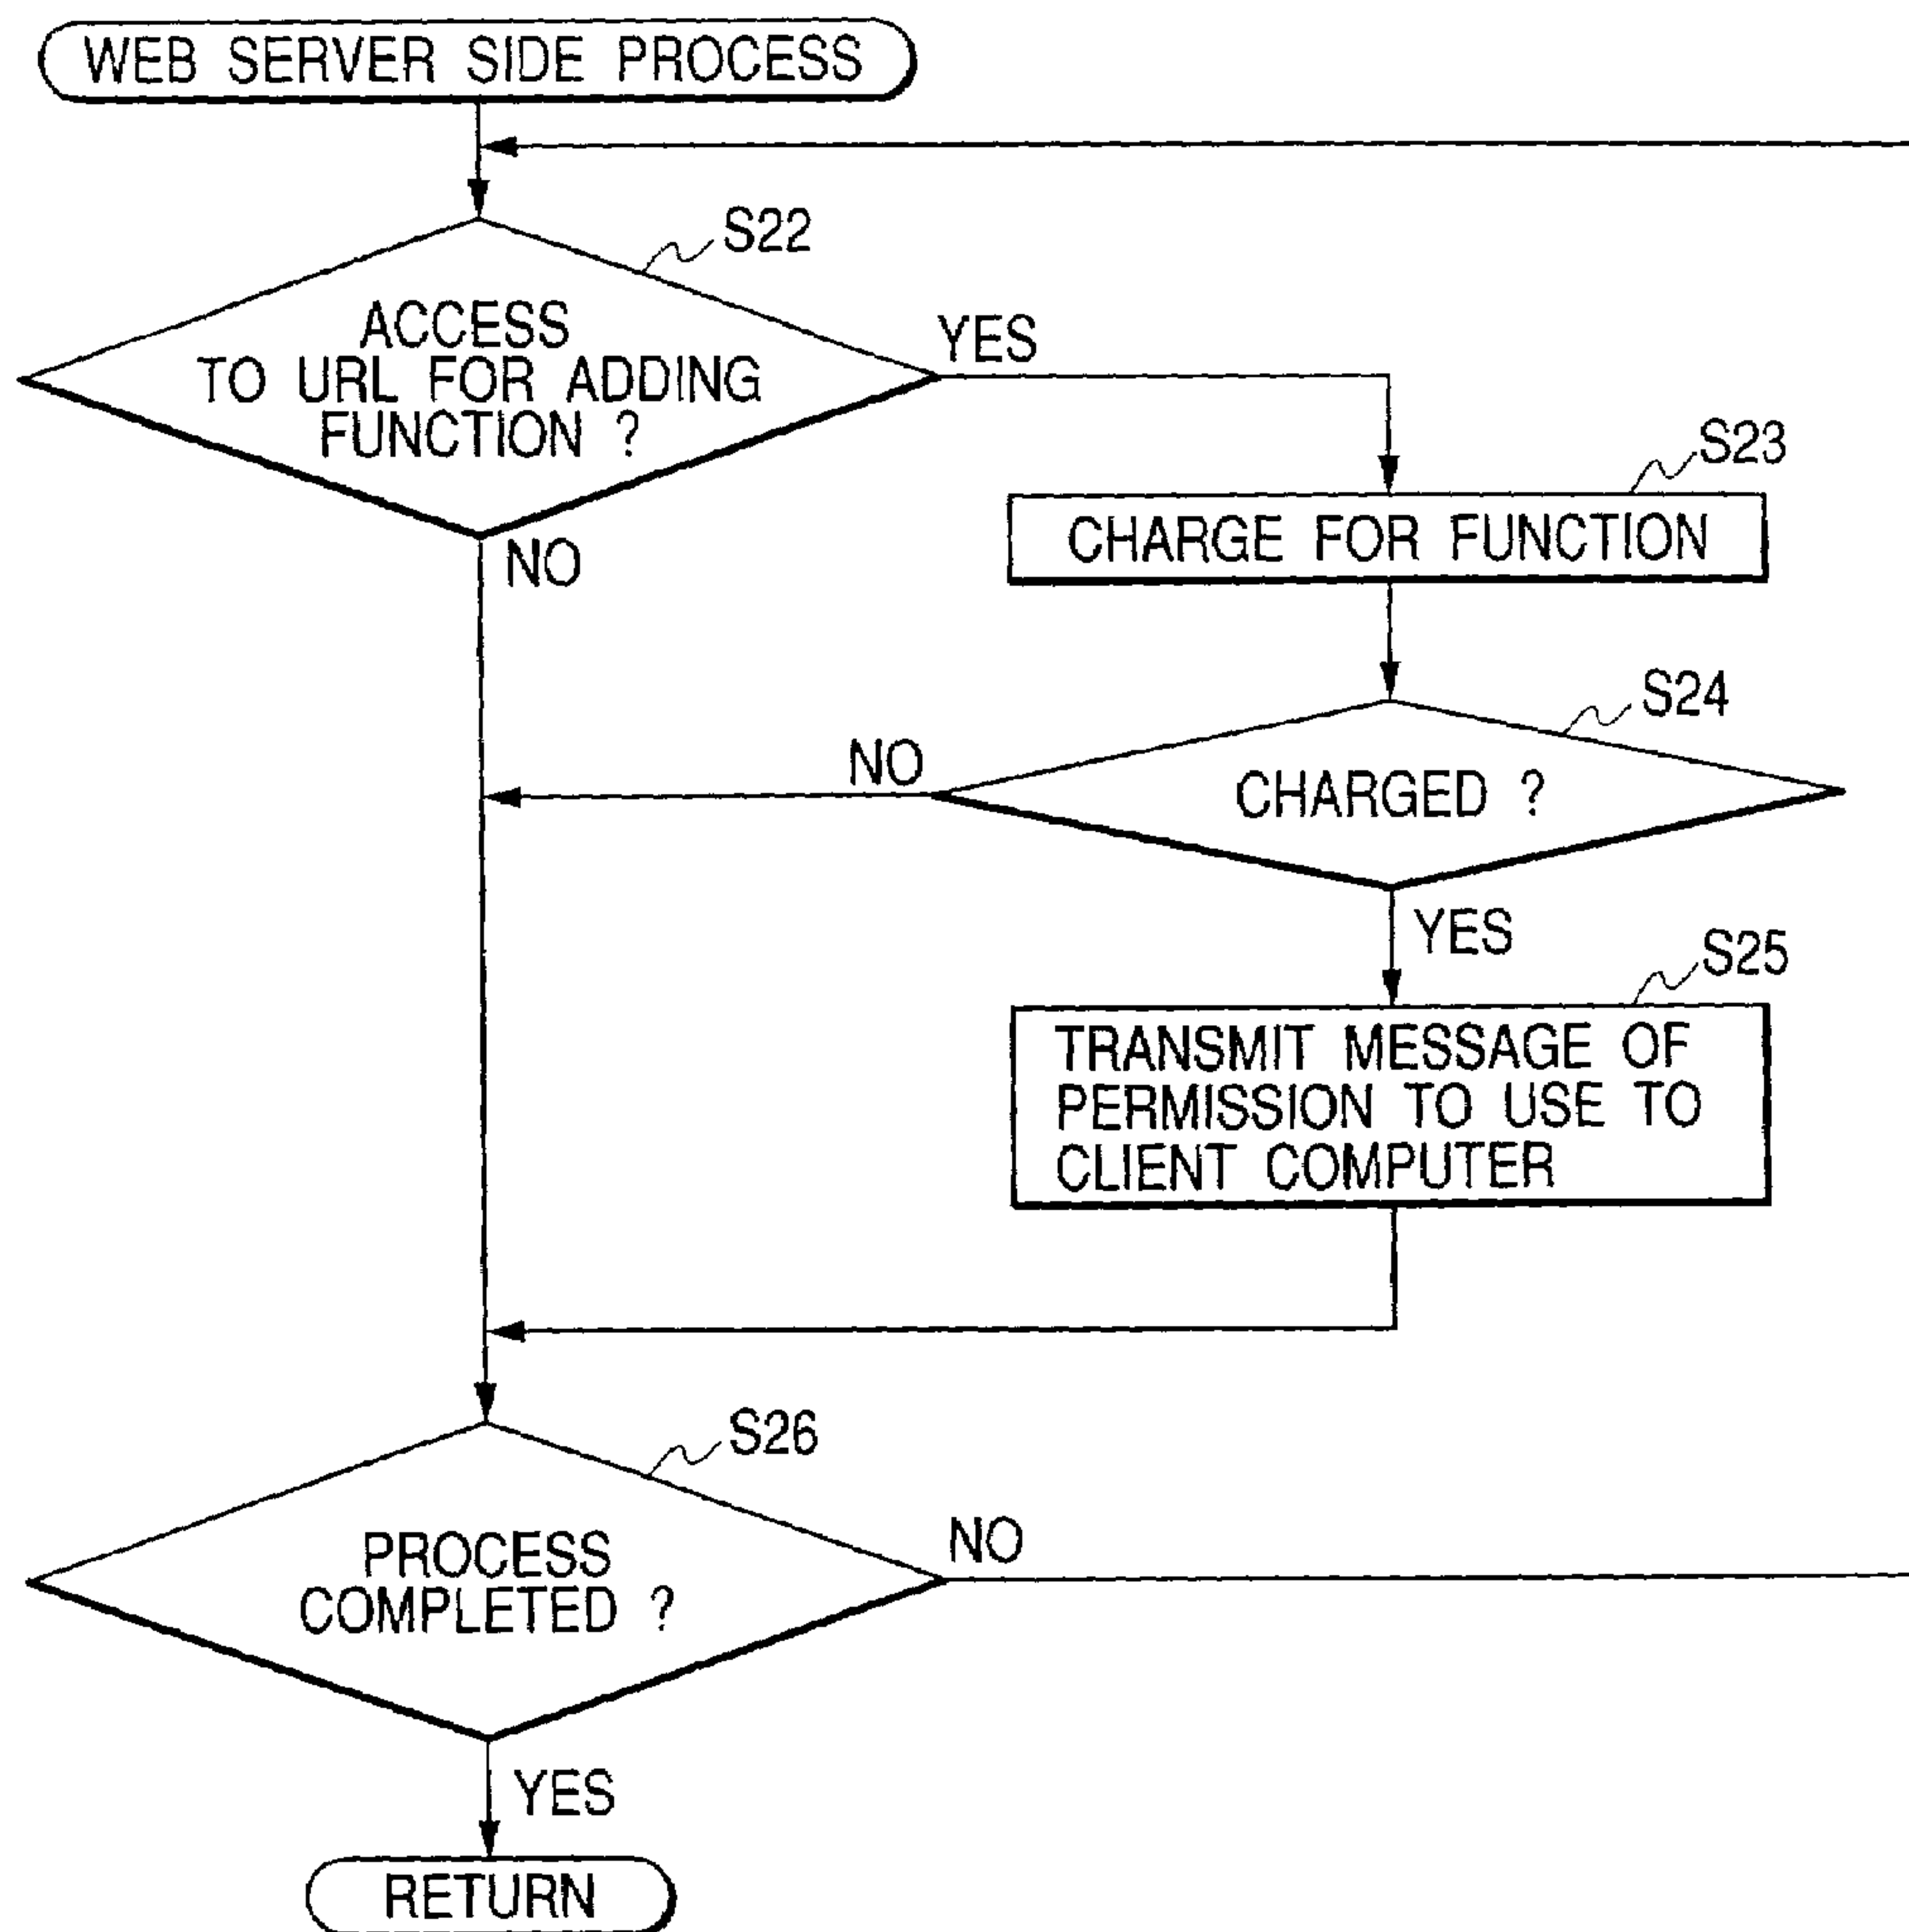 WEB SERVER SIDE PROCESS
S22
ACCESS
TO URL FOR ADDING
FUNCTION ?
YES
NO
S23
CHARGE FOR FUNCTION
S24
NO
CHARGED ?
YES
S25
TRANSMIT MESSAGE OF
PERMISSION TO USE TO
CLIENT COMPUTER
S26
PROCESS
COMPLETED ?
NO
YES
RETURN